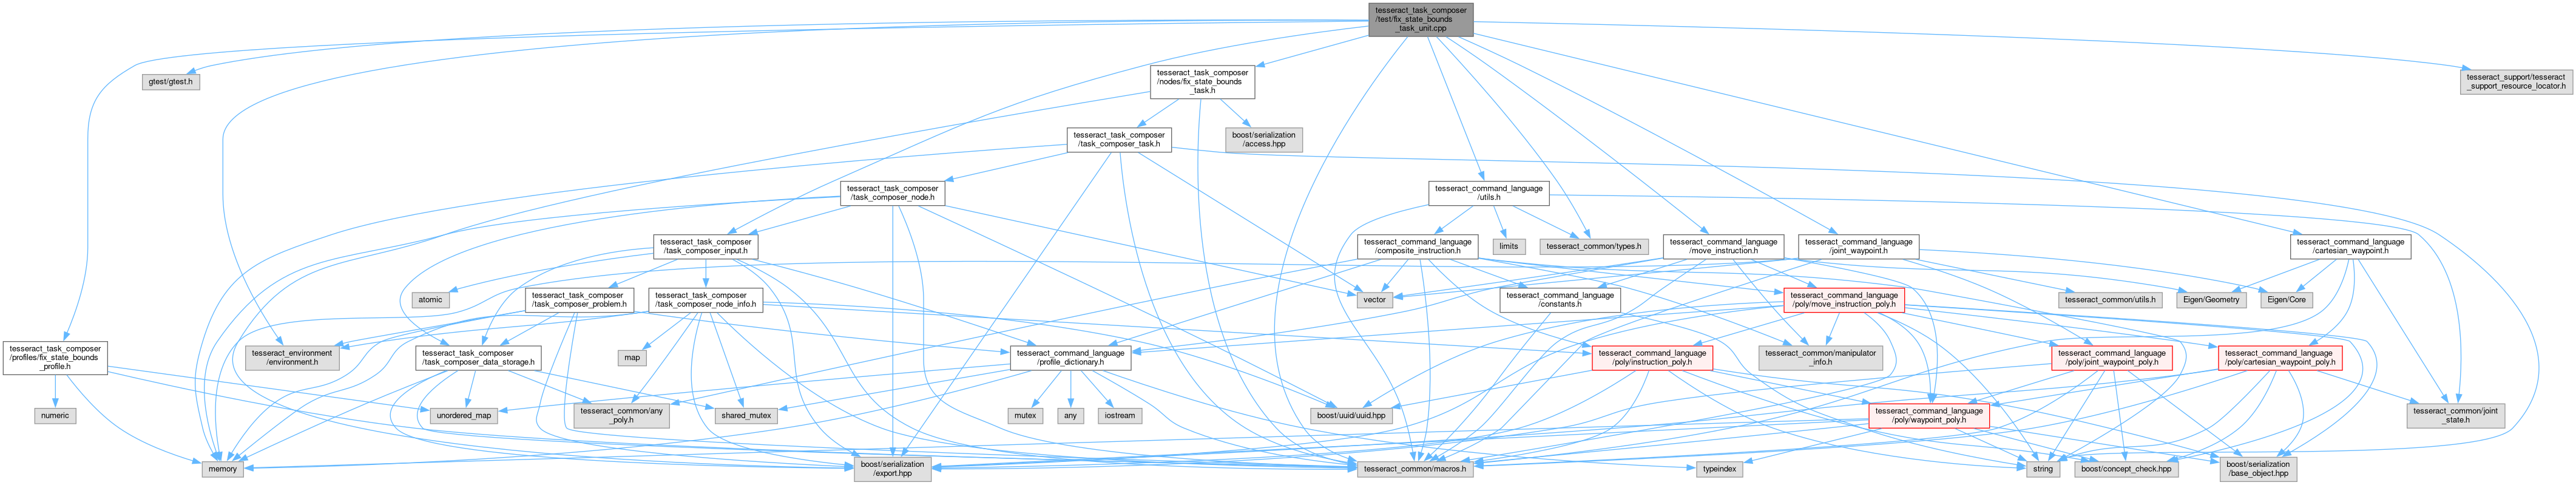 tesseract_task_composer
/test/fix_state_bounds
_task_unit.cpp
gtest/gtest.h
tesseract_task_composer
/nodes/fix_state_bounds
_task.h
tesseract_support/tesseract
_support_resource_locator.h
tesseract_task_composer
/task_composer_task.h
boost/serialization
/access.hpp
tesseract_task_composer
/task_composer_node.h
tesseract_command_language
/utils.h
tesseract_task_composer
/task_composer_input.h
tesseract_command_language
/composite_instruction.h
limits
tesseract_common/types.h
tesseract_command_language
/move_instruction.h
tesseract_command_language
/joint_waypoint.h
tesseract_command_language
/cartesian_waypoint.h
atomic
tesseract_task_composer
/task_composer_problem.h
tesseract_task_composer
/task_composer_node_info.h
vector
tesseract_command_language
/constants.h
tesseract_command_language
/poly/move_instruction_poly.h
tesseract_common/utils.h
Eigen/Geometry
Eigen/Core
tesseract_task_composer
/profiles/fix_state_bounds
_profile.h
tesseract_environment
/environment.h
tesseract_task_composer
/task_composer_data_storage.h
map
tesseract_command_language
/profile_dictionary.h
tesseract_common/manipulator
_info.h
tesseract_command_language
/poly/instruction_poly.h
tesseract_command_language
/poly/joint_waypoint_poly.h
tesseract_command_language
/poly/cartesian_waypoint_poly.h
numeric
unordered_map
tesseract_common/any
_poly.h
shared_mutex
mutex
any
iostream
boost/uuid/uuid.hpp
tesseract_command_language
/poly/waypoint_poly.h
tesseract_common/joint
_state.h
memory
boost/serialization
/export.hpp
tesseract_common/macros.h
typeindex
string
boost/concept_check.hpp
boost/serialization
/base_object.hpp